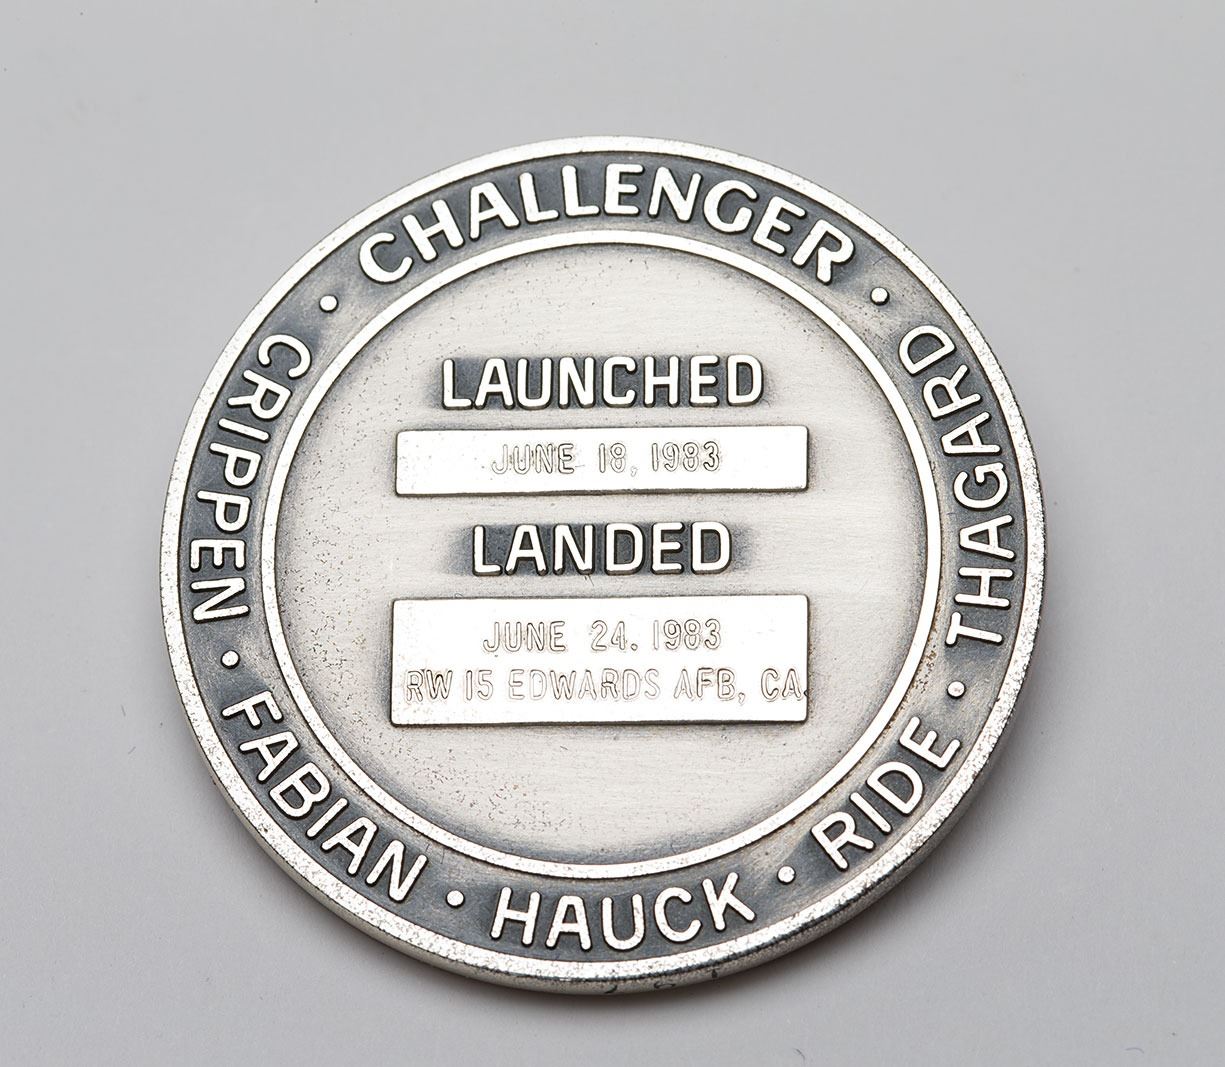 CHALLENGER · THAGARD · RIDE · HAUCK · FABIAN · CRIPPEN ·
LAUNCHED
JUNE 18, 1983
LANDED
JUNE 24. 1983
RW 15 EDWARDS AFB, CA.